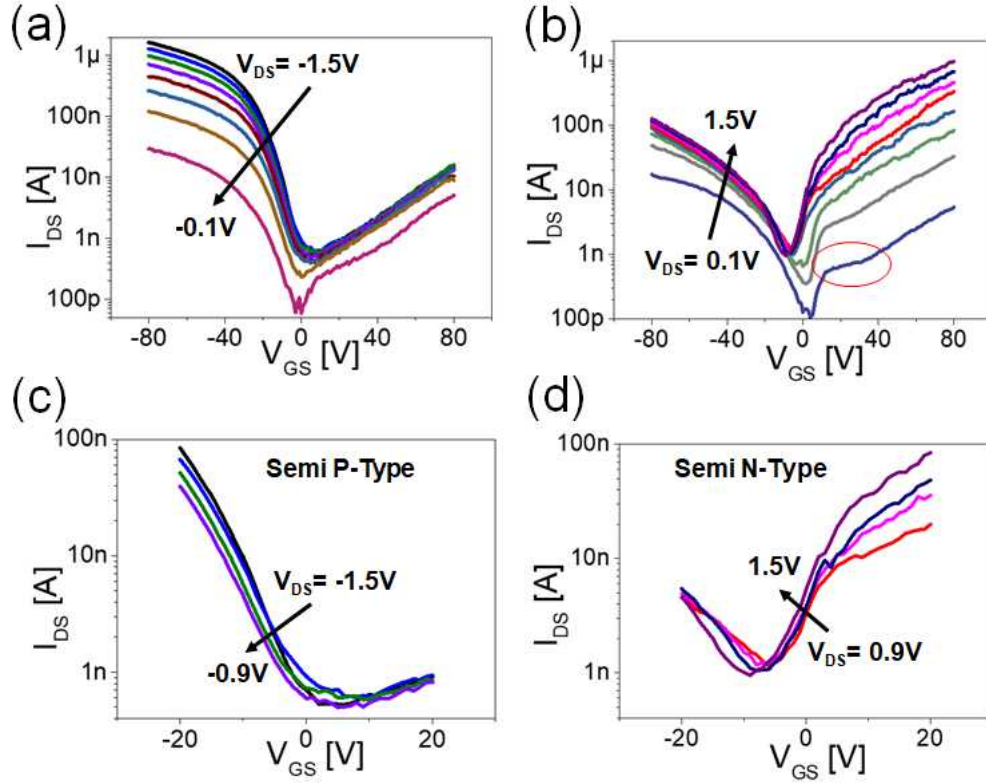 (a)
1µ
100n
10n
1n
100p
I_DS [A]
V_DS= -1.5V
-0.1V
-80 -40 0 40 80
V_GS [V]
(b)
1µ
100n
10n
1n
100p
I_DS [A]
1.5V
V_DS= 0.1V
-80 -40 0 40 80
V_GS [V]
(c)
100n
10n
1n
I_DS [A]
Semi P-Type
V_DS= -1.5V
-0.9V
-20 0 20
V_GS [V]
(d)
100n
10n
1n
I_DS [A]
Semi N-Type
1.5V
V_DS= 0.9V
-20 0 20
V_GS [V]